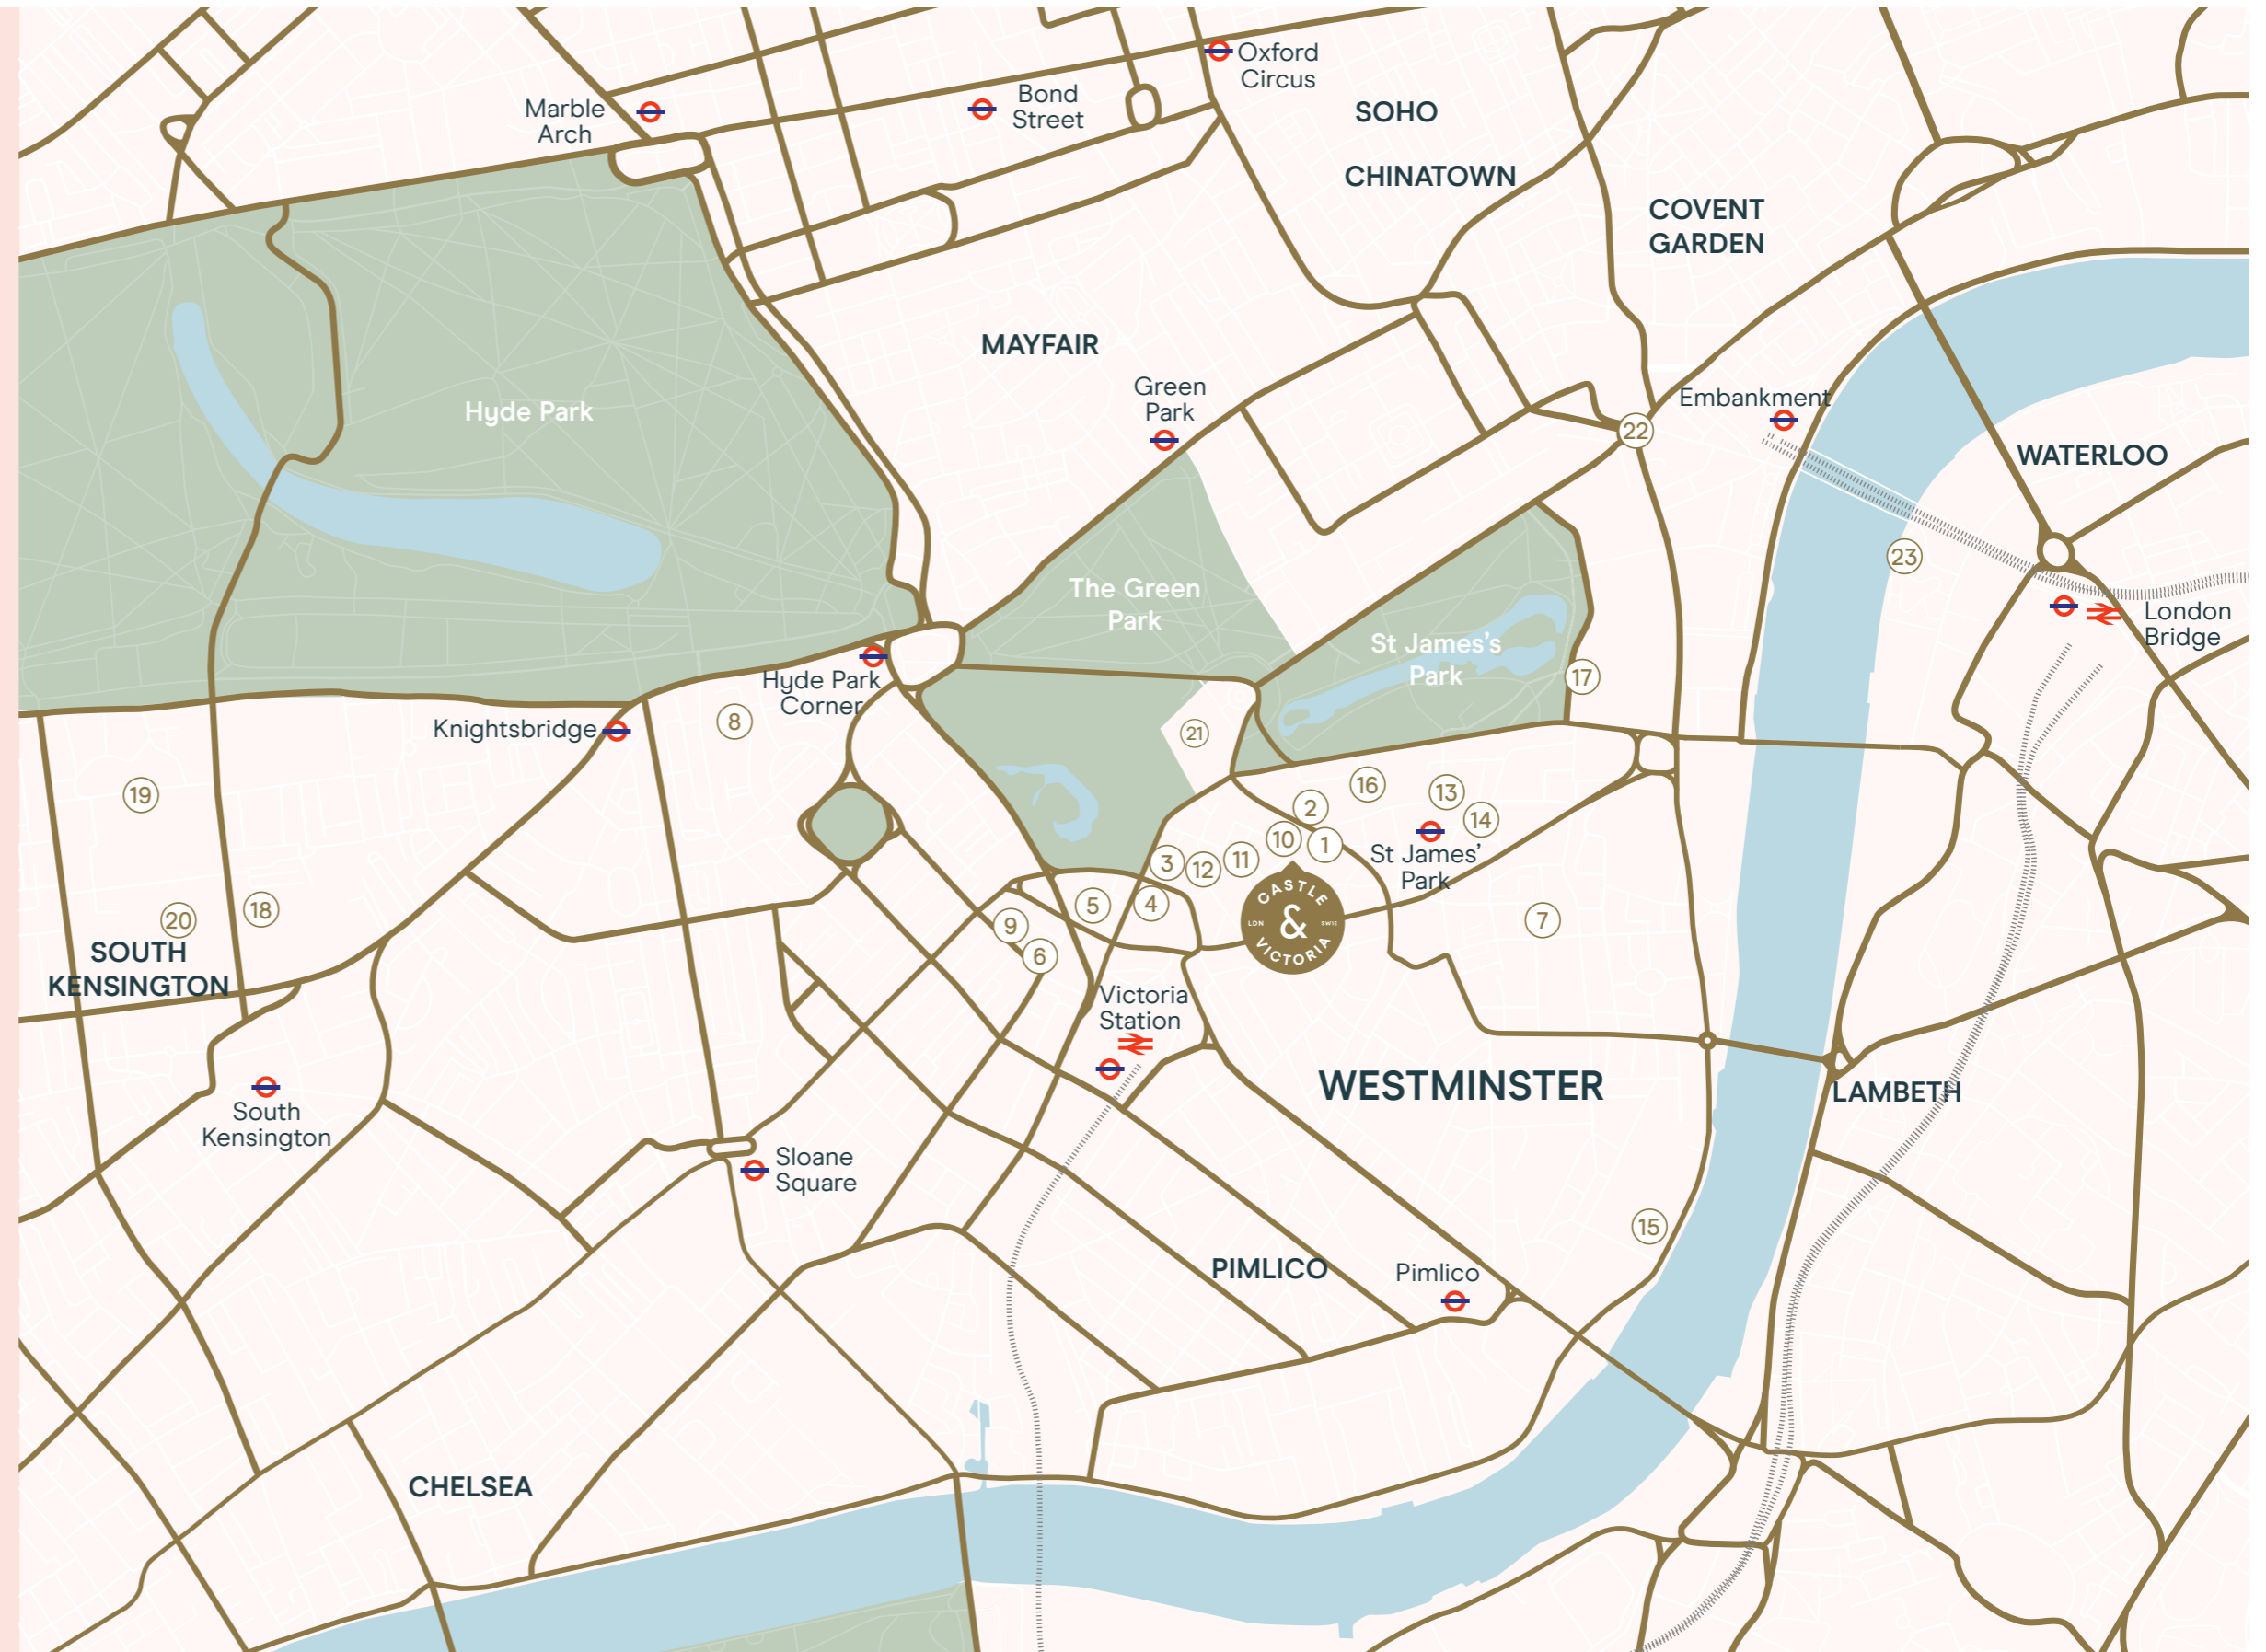 Oxford
Circus
Marble
Arch
Bond
Street
SOHO
CHINATOWN
COVENT
GARDEN
MAYFAIR
Hyde Park
Green
Park
Embankment
22
WATERLOO
23
The Green
Park
St James's
Park
London
Bridge
Hyde Park
Corner
17
Knightsbridge
8
21
19
16
13
2
14
10
1
St James'
Park
3
12
11
CASTLE
LDN & SW1E
VICTORIA
5
4
7
20
18
9
6
SOUTH
KENSINGTON
Victoria
Station
WESTMINSTER
LAMBETH
South
Kensington
Sloane
Square
15
PIMLICO
Pimlico
CHELSEA